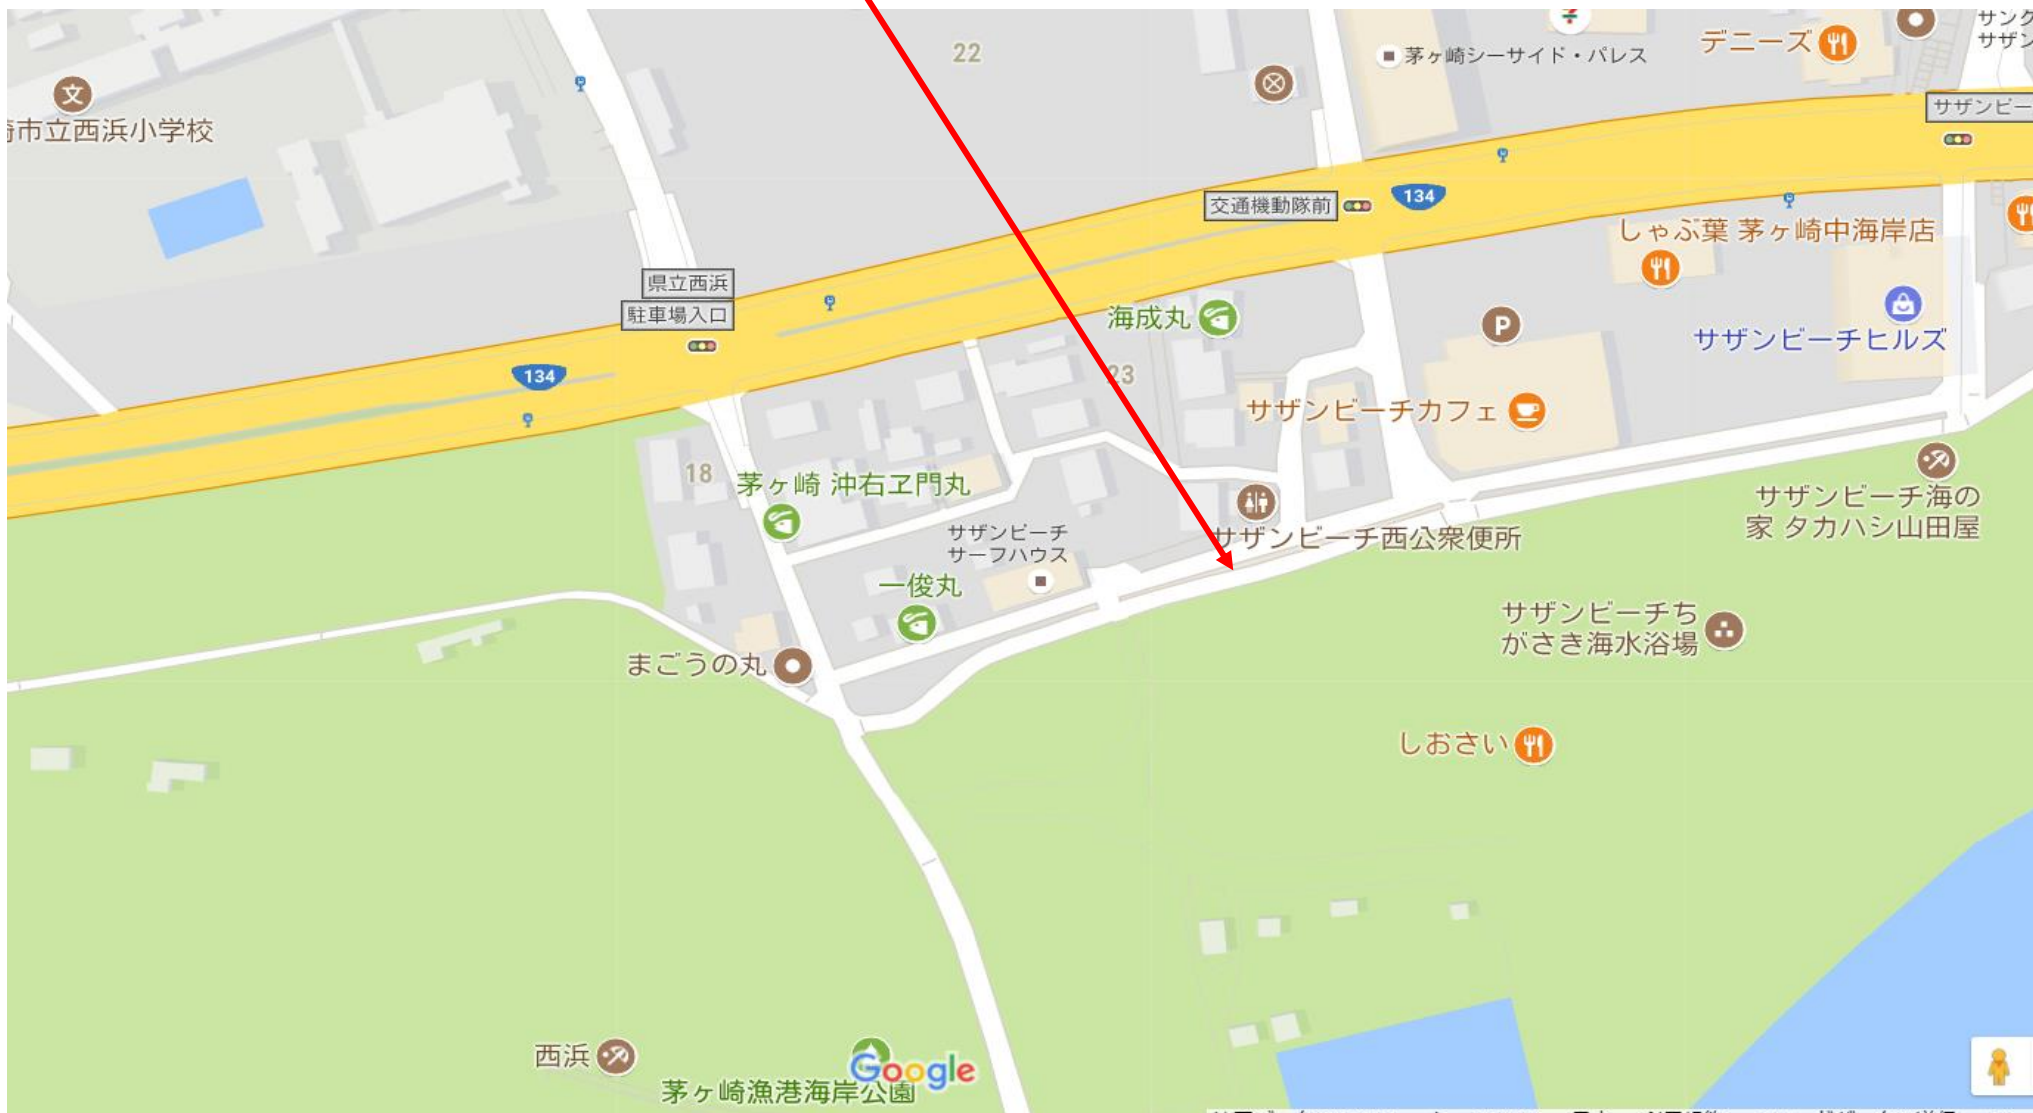 22
茅ヶ崎シーサイド・パレス
デニーズ
サザン
文
市立西浜小学校
サザンビー
交通機動隊前
134
しゃぶ葉 茅ヶ崎中海岸店
県立西浜
駐車場入口
海成丸
P
サザンビーチヒルズ
134
23
サザンビーチカフェ
18
茅ヶ崎 沖右ヱ門丸
サザンビーチ海の
家 タカハシ山田屋
サザンビーチ
サーフハウス
サザンビーチ西公衆便所
一俊丸
サザンビーチち
がさき海水浴場
まごうの丸
しおさい
西浜
Google
茅ヶ崎漁港海岸公園